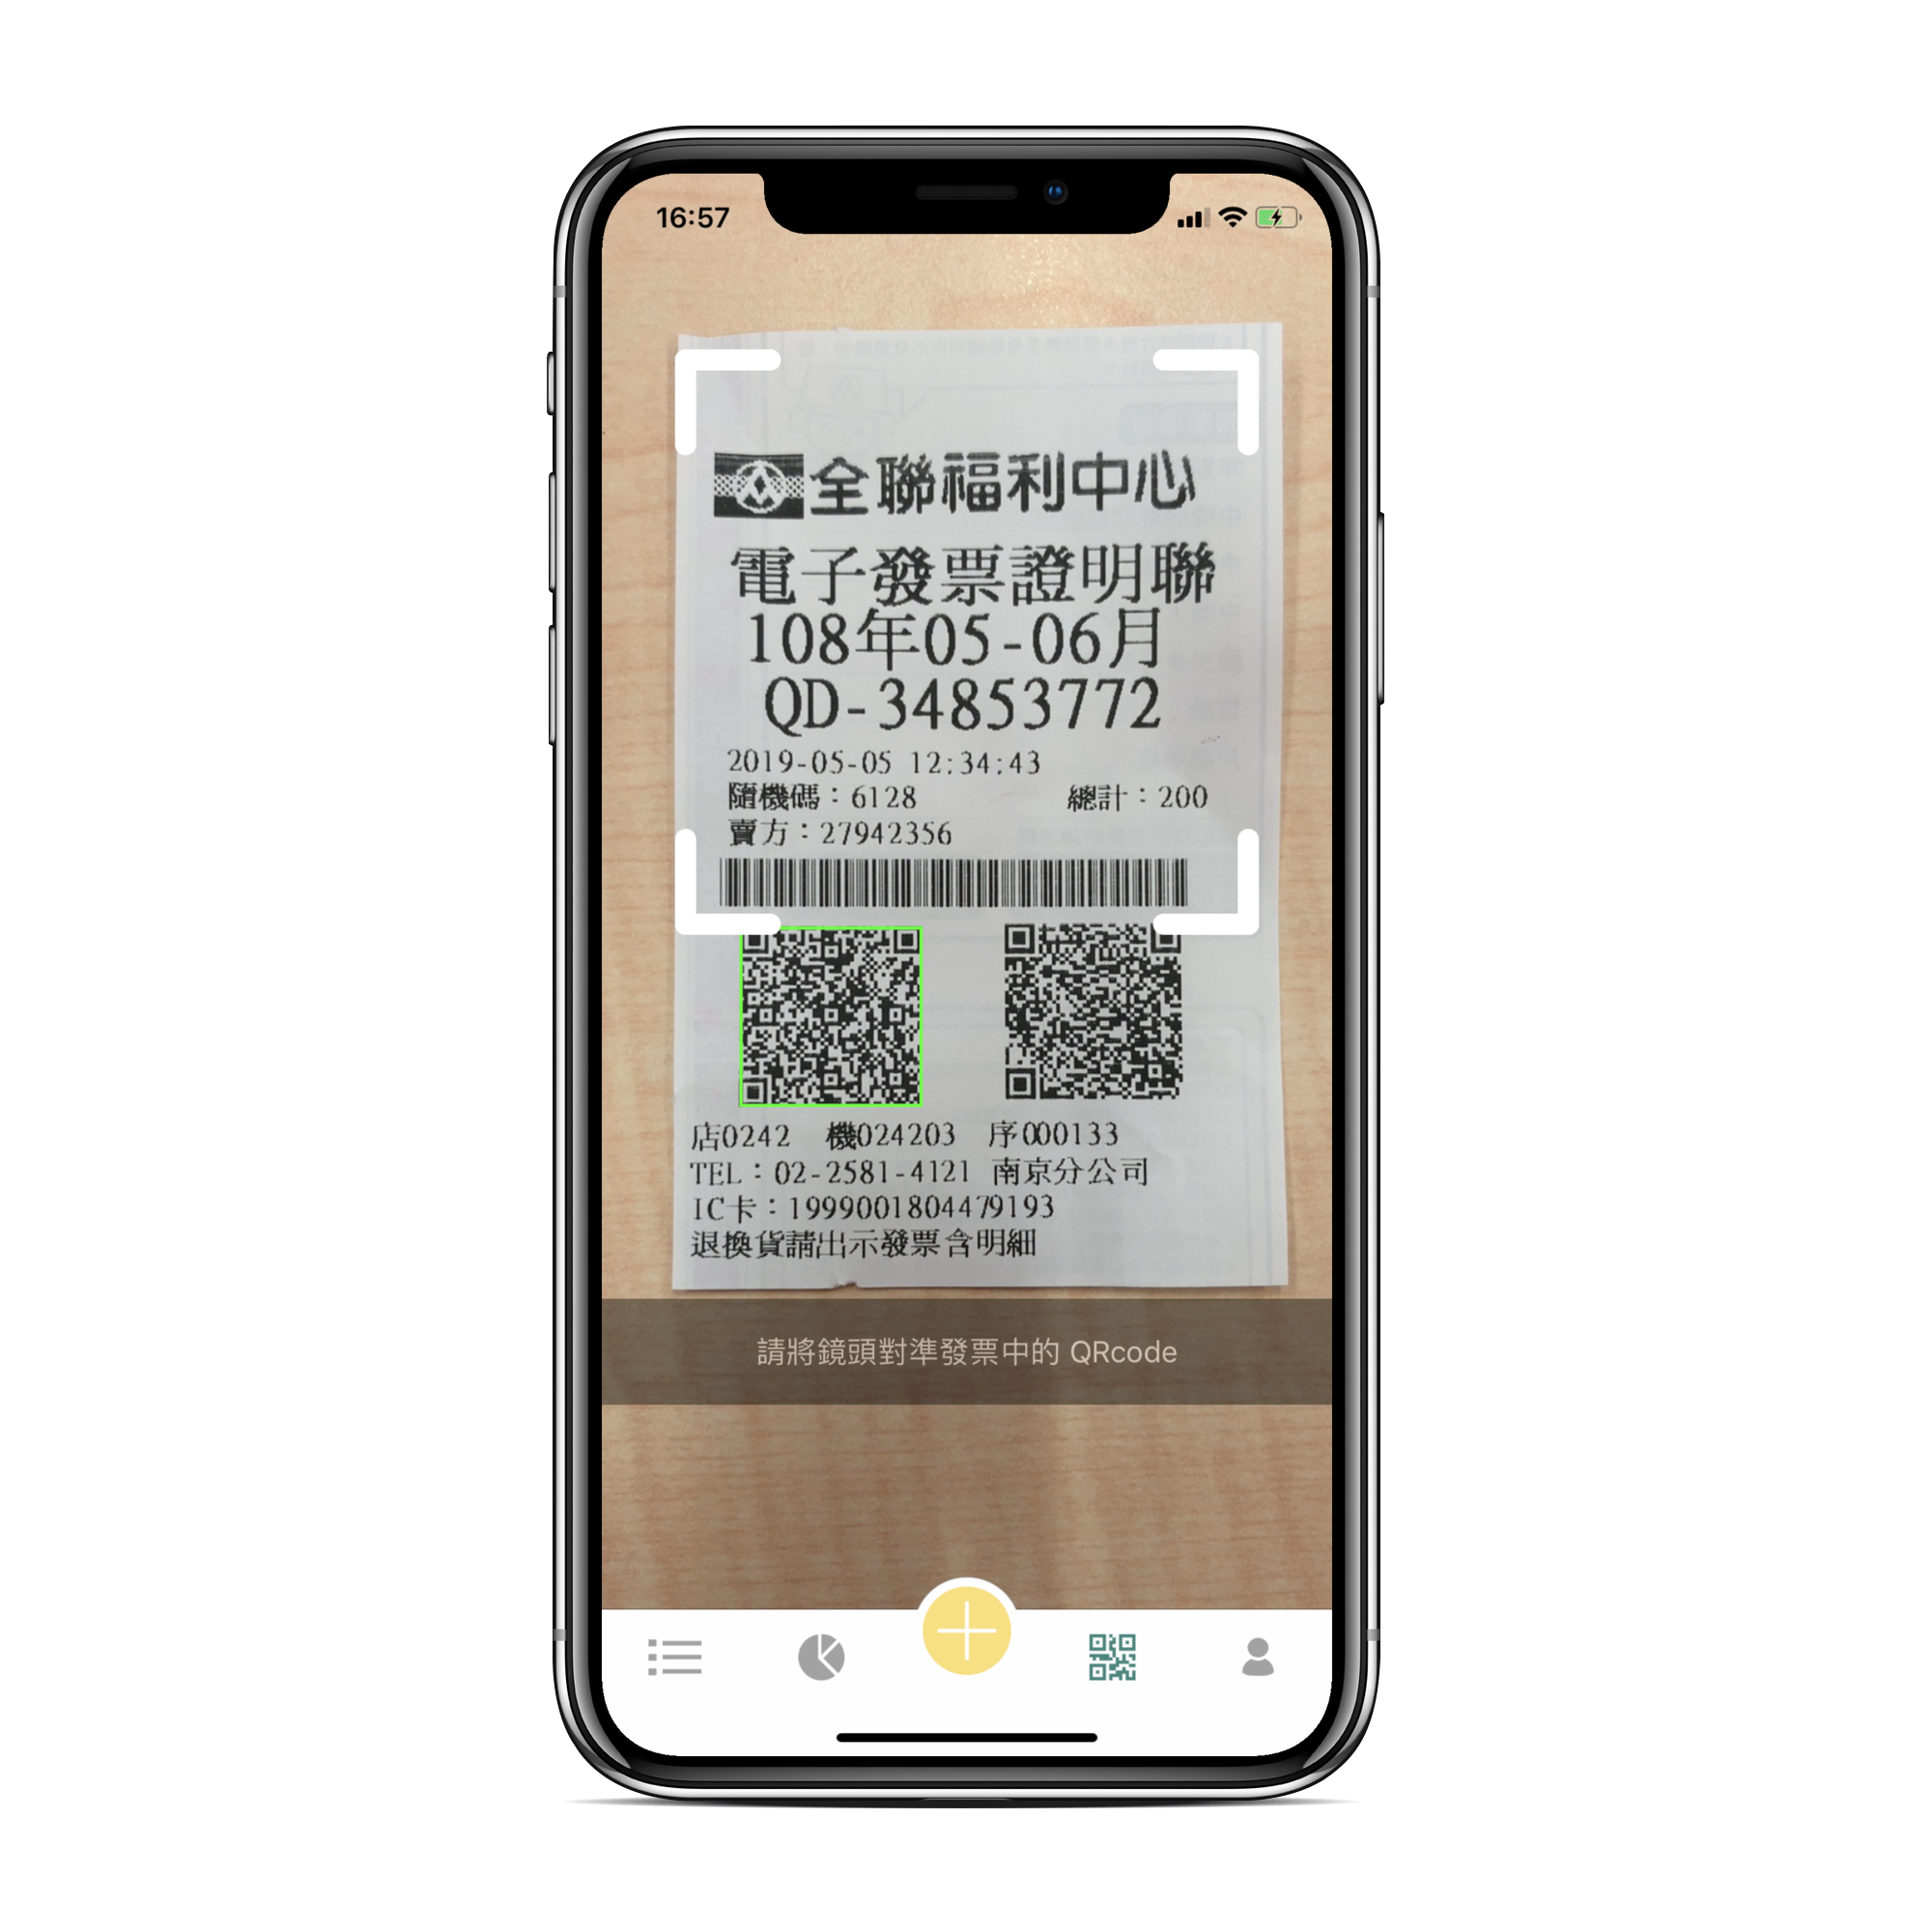 16:57
全聯福利中心
電子發票證明聯
108年05-06月
QD-34853772
2019-05-05 12:34:43
隨機碼：6128 總計：200
賣方：27942356
店0242 機024203 序000133
TEL：02-2581-4121 南京分公司
IC卡：1999001804479193
退換貨請出示發票含明細
請將鏡頭對準發票中的 QRcode